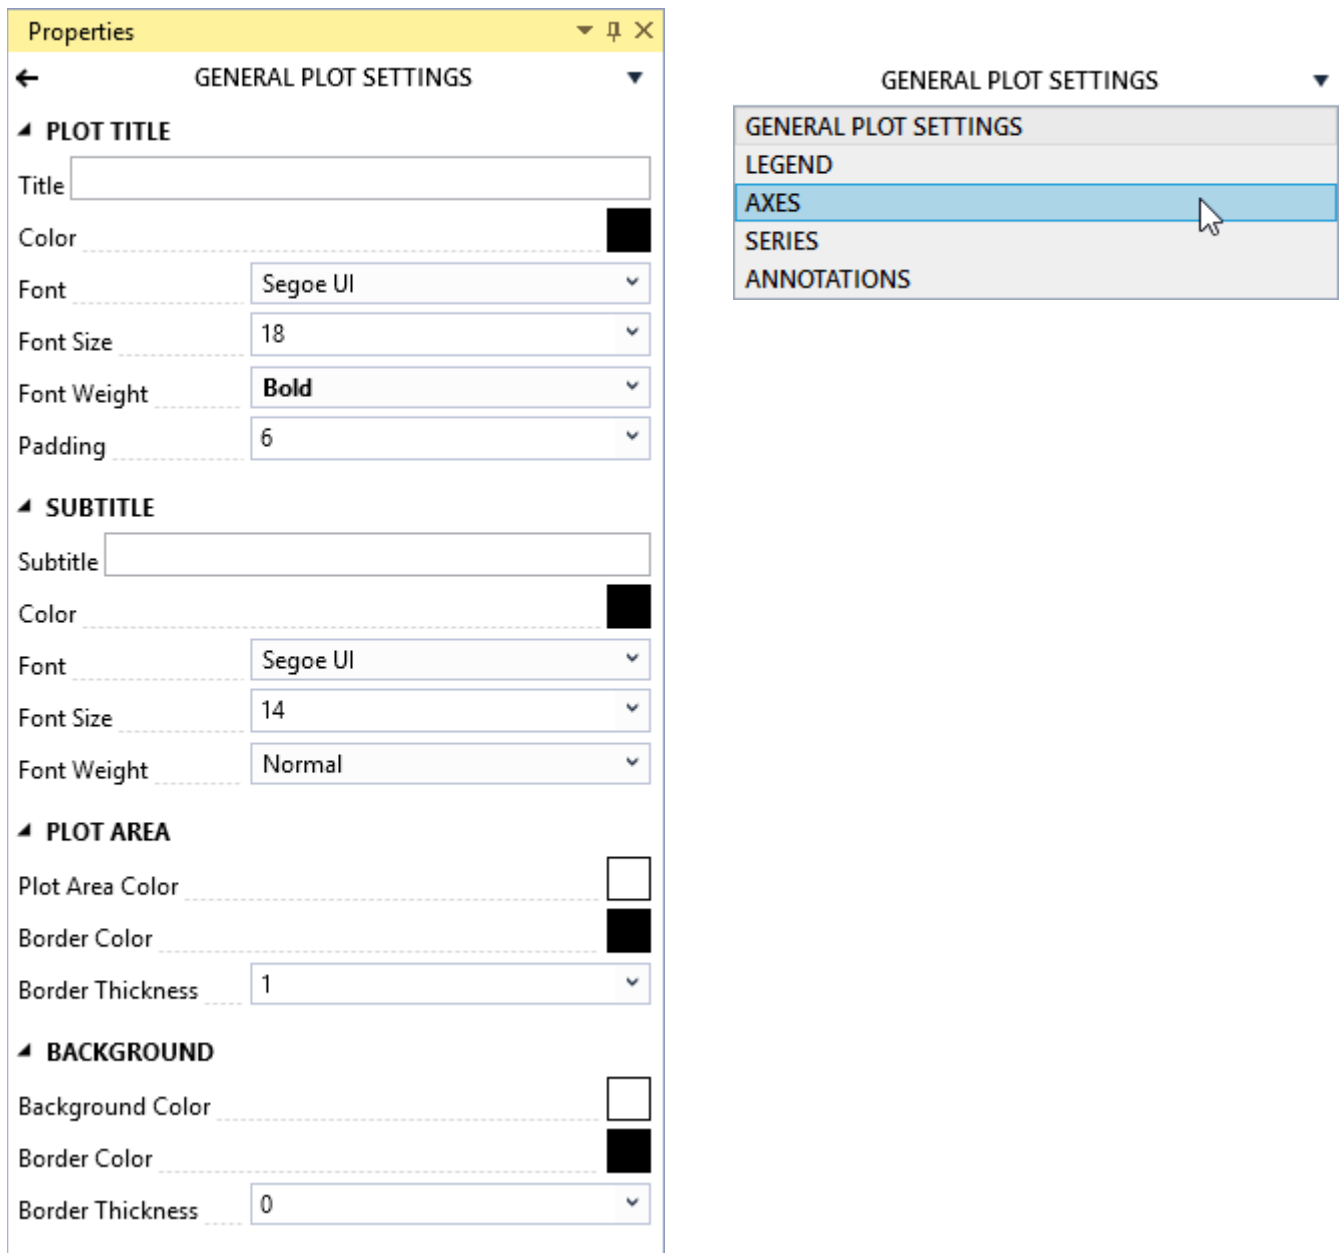 Properties
GENERAL PLOT SETTINGS
PLOT TITLE
Title
Color
Font Segoe UI
Font Size 18
Font Weight Bold
Padding 6
SUBTITLE
Subtitle
Color
Font Segoe UI
Font Size 14
Font Weight Normal
PLOT AREA
Plot Area Color
Border Color
Border Thickness 1
BACKGROUND
Background Color
Border Color
Border Thickness 0
GENERAL PLOT SETTINGS
GENERAL PLOT SETTINGS
LEGEND
AXES
SERIES
ANNOTATIONS